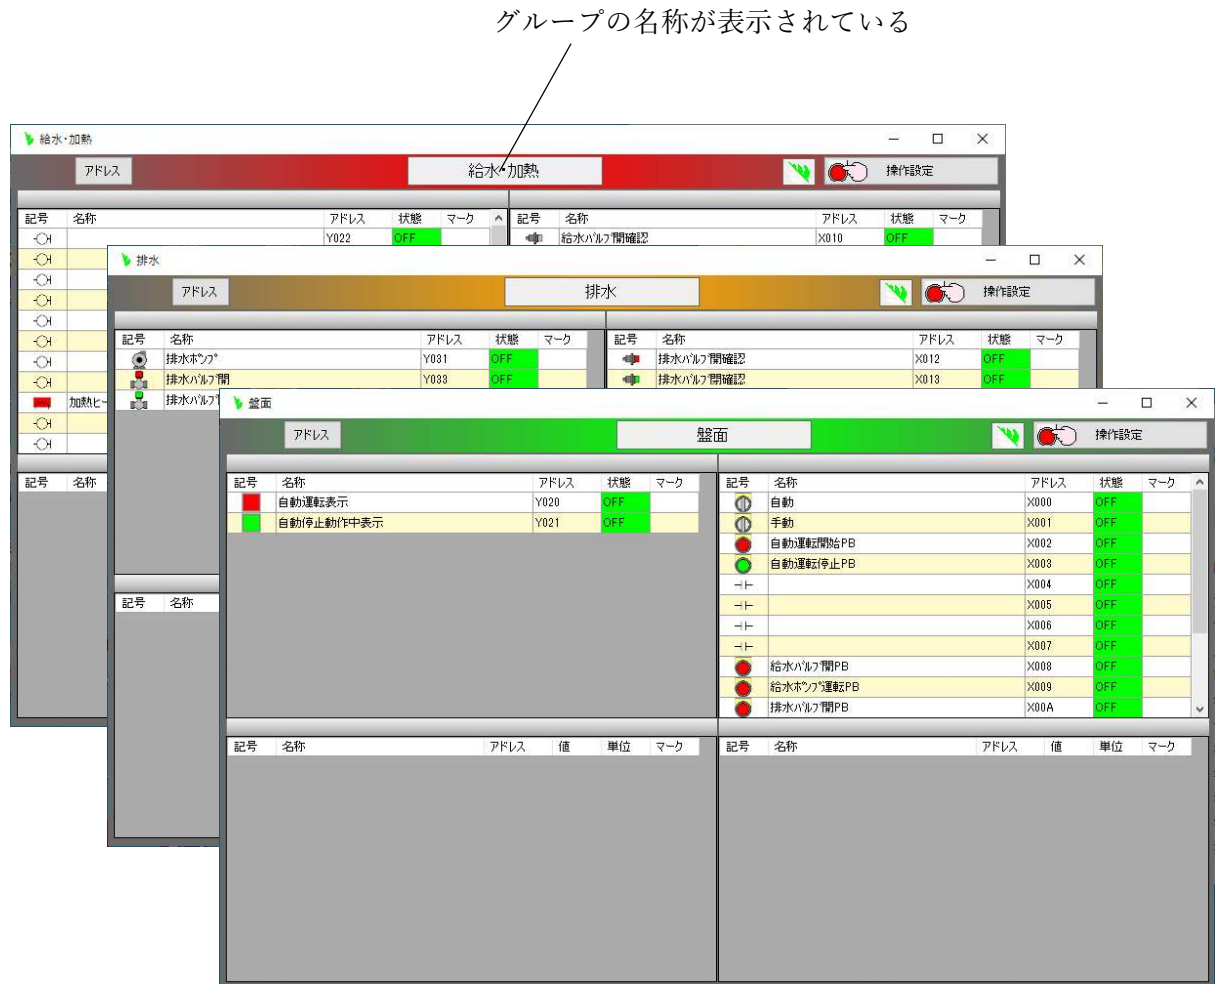 グループの名称が表示されている
給水・加熱
アドレス 給水・加熱 操作設定
記号 名称 アドレス 状態 マーク 記号 名称 アドレス 状態 マーク
Y022 OFF 給水ﾊﾞﾙﾌﾞ開確認 X010 OFF
加熱ヒー
記号 名称
排水
アドレス 排水 操作設定
記号 名称 アドレス 状態 マーク 記号 名称 アドレス 状態 マーク
排水ﾎﾟﾝﾌﾟ Y031 OFF 排水ﾊﾞﾙﾌﾞ開確認 X012 OFF
排水ﾊﾞﾙﾌﾞ開 Y033 OFF 排水ﾊﾞﾙﾌﾞ閉確認 X013 OFF
排水ﾊﾞﾙﾌﾞ
記号 名称
盤面
アドレス 盤面 操作設定
記号 名称 アドレス 状態 マーク 記号 名称 アドレス 状態 マーク
自動運転表示 Y020 OFF 自動 X000 OFF
自動停止動作中表示 Y021 OFF 手動 X001 OFF
自動運転開始PB X002 OFF
自動運転停止PB X003 OFF
X004 OFF
X005 OFF
X006 OFF
X007 OFF
給水ﾊﾞﾙﾌﾞ開PB X008 OFF
給水ﾎﾟﾝﾌﾟ運転PB X009 OFF
排水ﾊﾞﾙﾌﾞ開PB X00A OFF
記号 名称 アドレス 値 単位 マーク 記号 名称 アドレス 値 単位 マーク